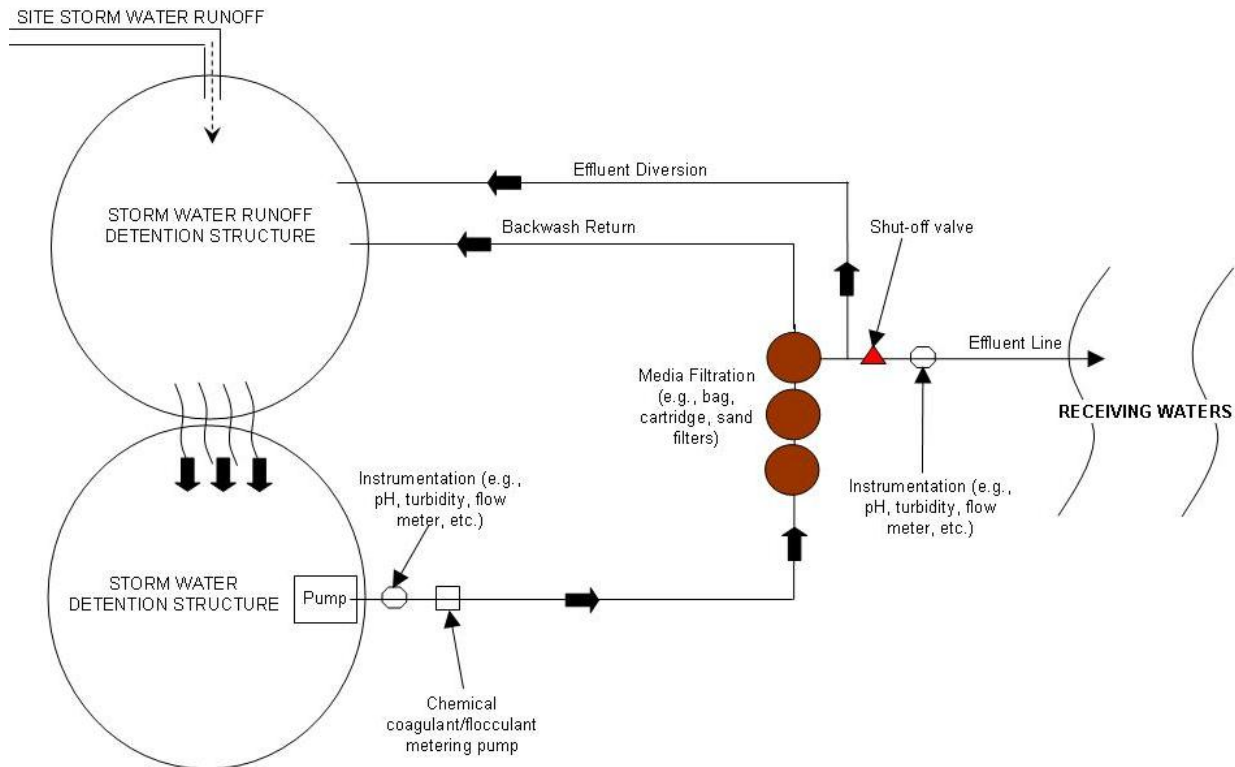 SITE STORM WATER RUNOFF
Effluent Diversion
STORM WATER RUNOFF
DETENTION STRUCTURE
Backwash Return
Shut-off valve
Effluent Line
Media Filtration
(e.g., bag,
cartridge, sand
filters)
RECEIVING WATERS
Instrumentation (e.g.,
pH, turbidity, flow
meter, etc.)
Instrumentation (e.g.,
pH, turbidity, flow
meter, etc.)
STORM WATER
DETENTION STRUCTURE
Pump
Chemical
coagulant/flocculant
metering pump